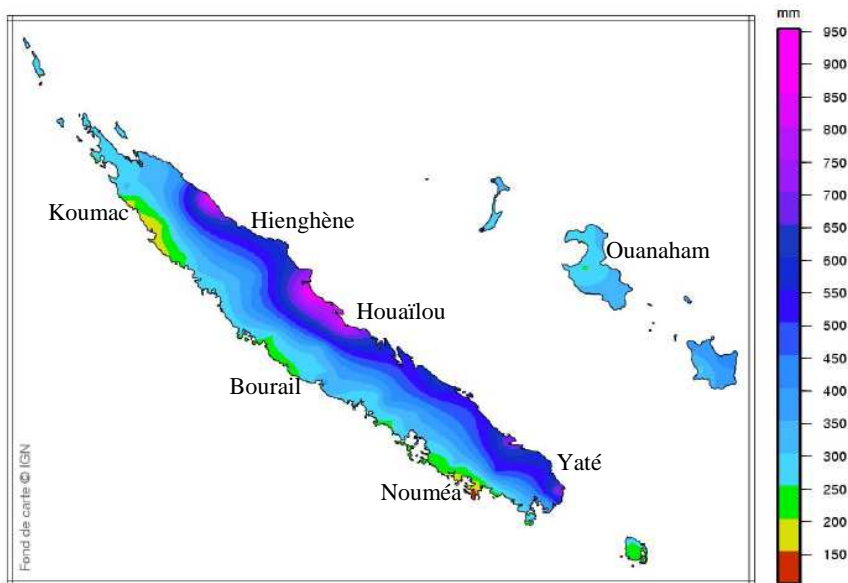 mm
950
900
850
800
750
700
650
600
550
500
450
400
350
300
250
200
150
Koumac
Hienghène
Ouanaham
Houaïlou
Bourail
Yaté
Nouméa
Fond de carte © IGN